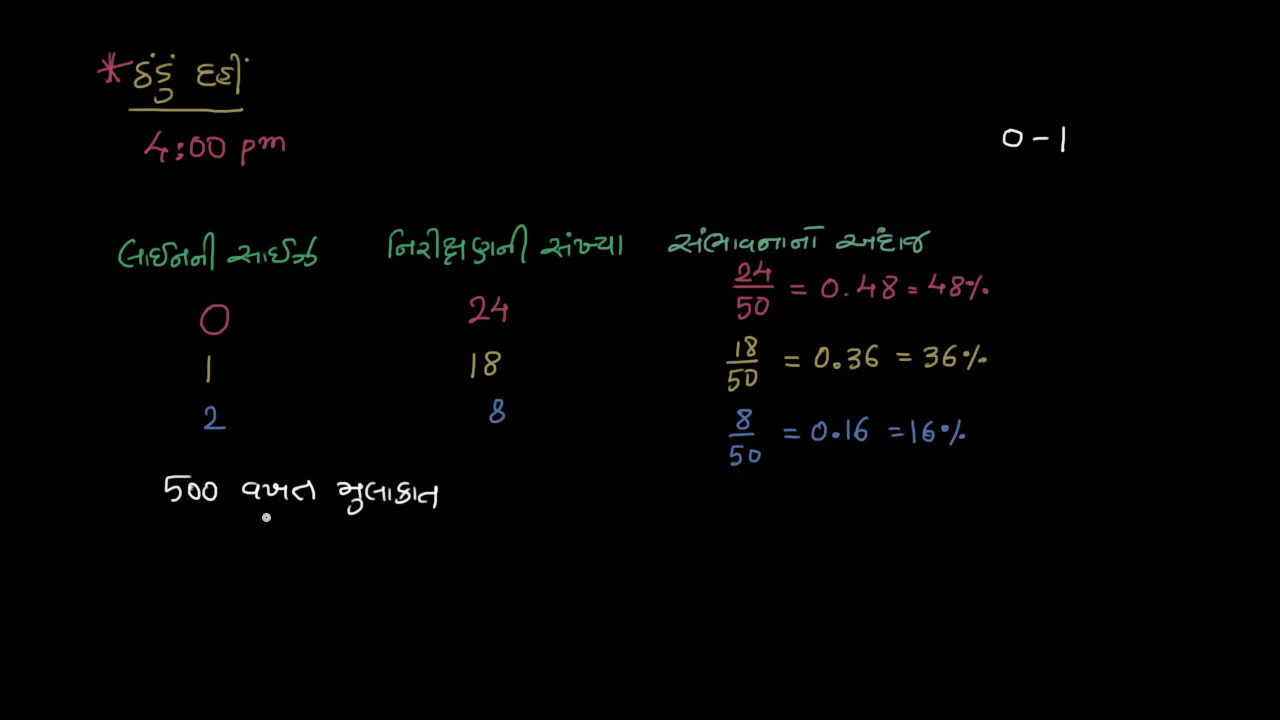 * ઠંડું દહીં
4:00 pm
0 - 1
લાઈનની સાઈઝ નિરીક્ષણની સંખ્યા સંભાવનાનો અંદાજ
0 24 24/50 = 0.48 = 48%
1 18 18/50 = 0.36 = 36%
2 8 8/50 = 0.16 = 16%
500 વખત મુલાકાત